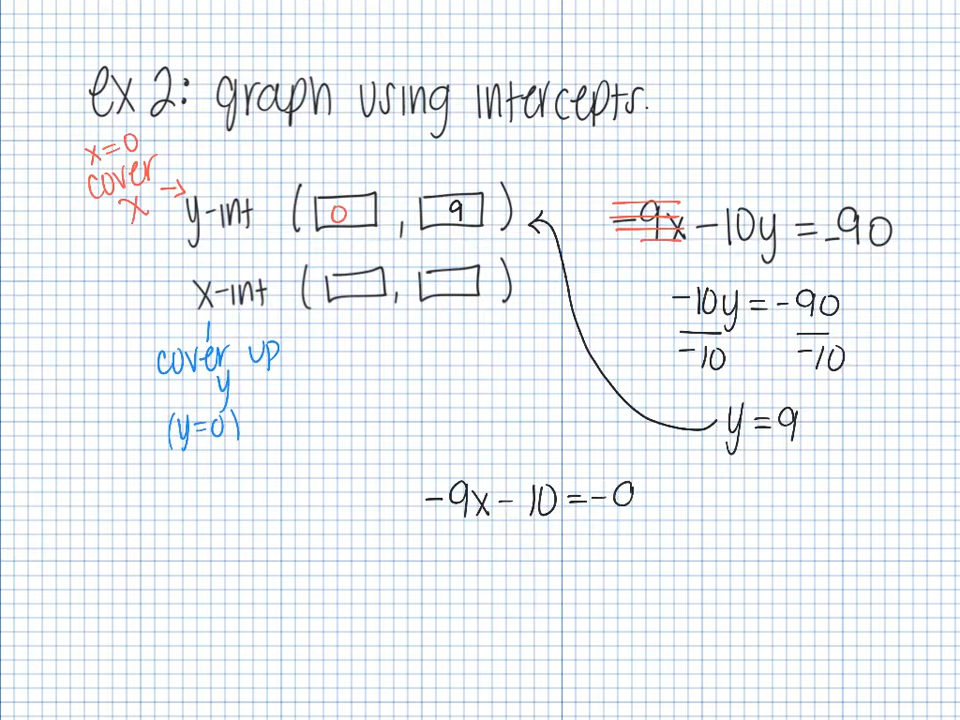 ex 2: graph using intercepts.
x=0
cover
x →
y-int ( 0 , 9 )
x-int ( , )
cover up
y
(y=0)
-9x -10y = -90
-10y = -90
-10 -10
y = 9
-9x - 10 = -0